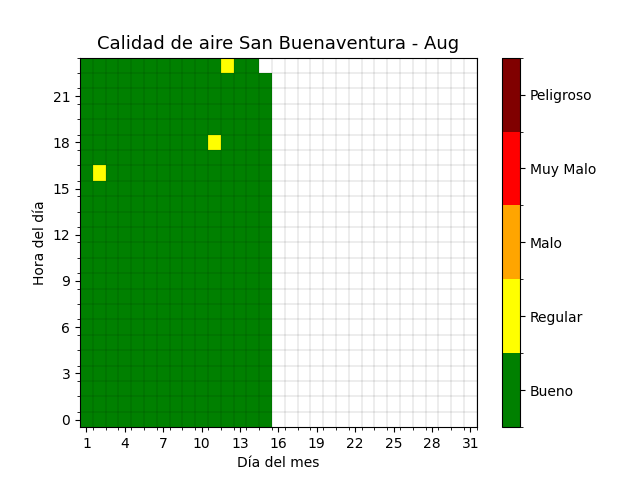 Calidad de aire San Buenaventura - Aug
Hora del día
21
18
15
12
9
6
3
0
1 4 7 10 13 16 19 22 25 28 31
Día del mes
Peligroso
Muy Malo
Malo
Regular
Bueno